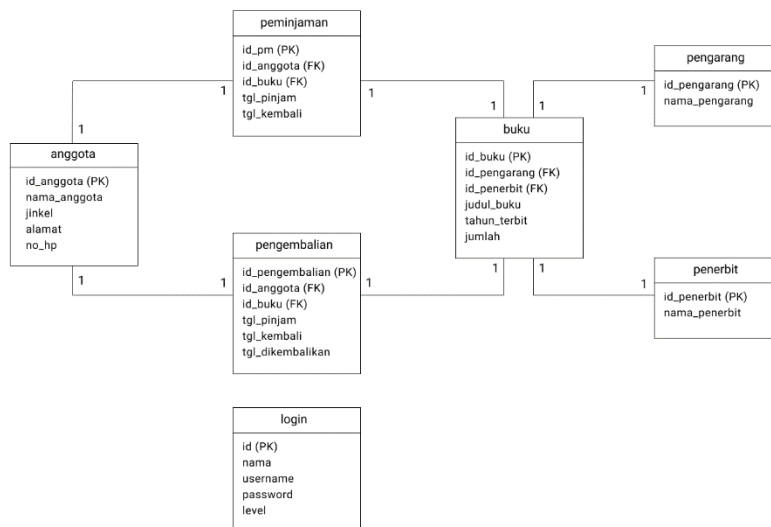 peminjaman
id_pm (PK)
id_anggota (FK)
id_buku (FK)
tgl_pinjam
tgl_kembali
1
1
1
1
anggota
id_anggota (PK)
nama_anggota
jinkel
alamat
no_hp
1
1
pengembalian
id_pengembalian (PK)
id_anggota (FK)
id_buku (FK)
tgl_pinjam
tgl_kembali
tgl_dikembalikan
1
1
buku
id_buku (PK)
id_pengarang (FK)
id_penerbit (FK)
judul_buku
tahun_terbit
jumlah
1
1
1
pengarang
id_pengarang (PK)
nama_pengarang
1
1
penerbit
id_penerbit (PK)
nama_penerbit
1
login
id (PK)
nama
username
password
level